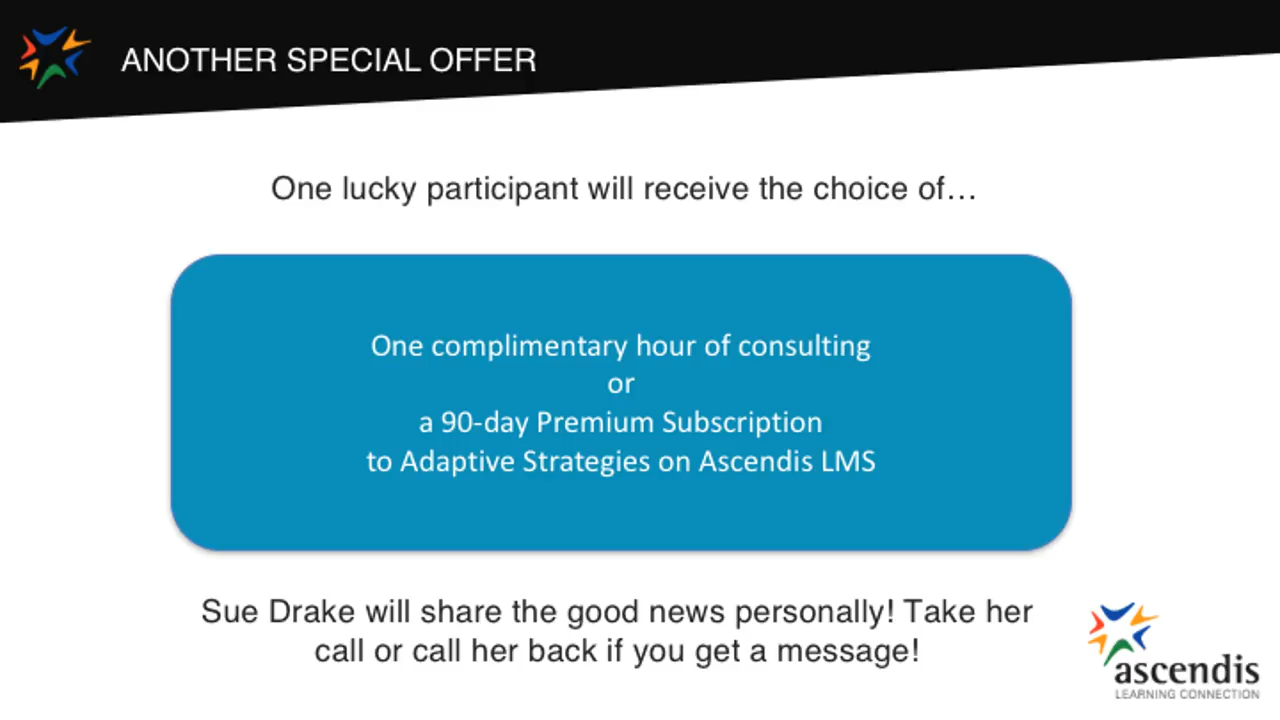 ANOTHER SPECIAL OFFER
One lucky participant will receive the choice of…
One complimentary hour of consulting
or
a 90-day Premium Subscription
to Adaptive Strategies on Ascendis LMS
Sue Drake will share the good news personally! Take her
call or call her back if you get a message!
ascendis
LEARNING CONNECTION